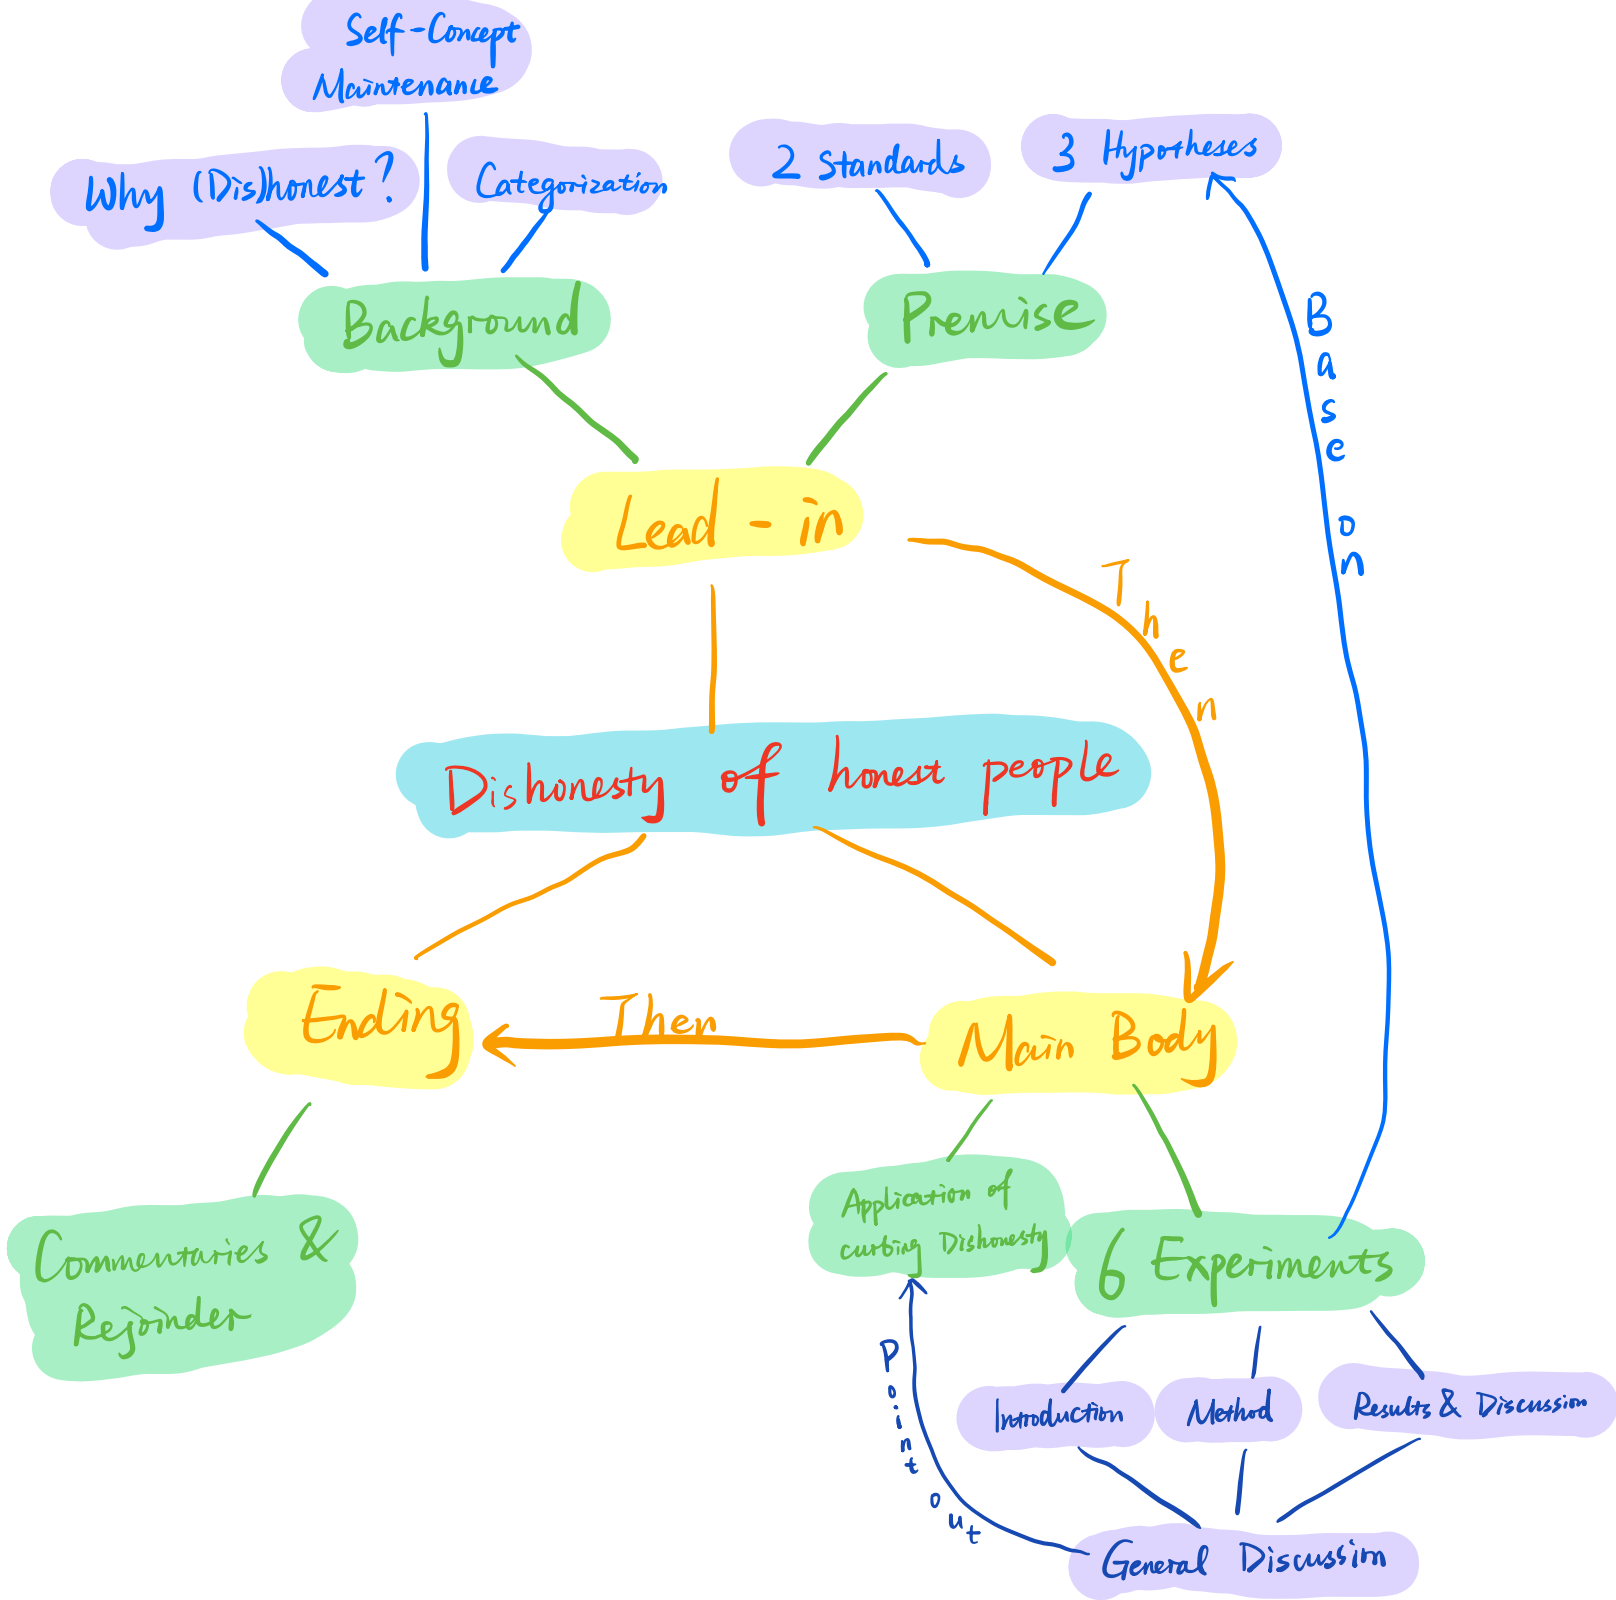 Self-Concept
Maintenance
Why (Dis)honest?
Categorization
2 Standards
3 Hypotheses
Background
Premise
Base on
Lead-in
Then
Dishonesty of honest people
Ending
Then
Main Body
Commentaries &
Rejoinder
Application of
curbing Dishonesty
6 Experiments
Point out
Introduction
Method
Results & Discussion
General Discussion